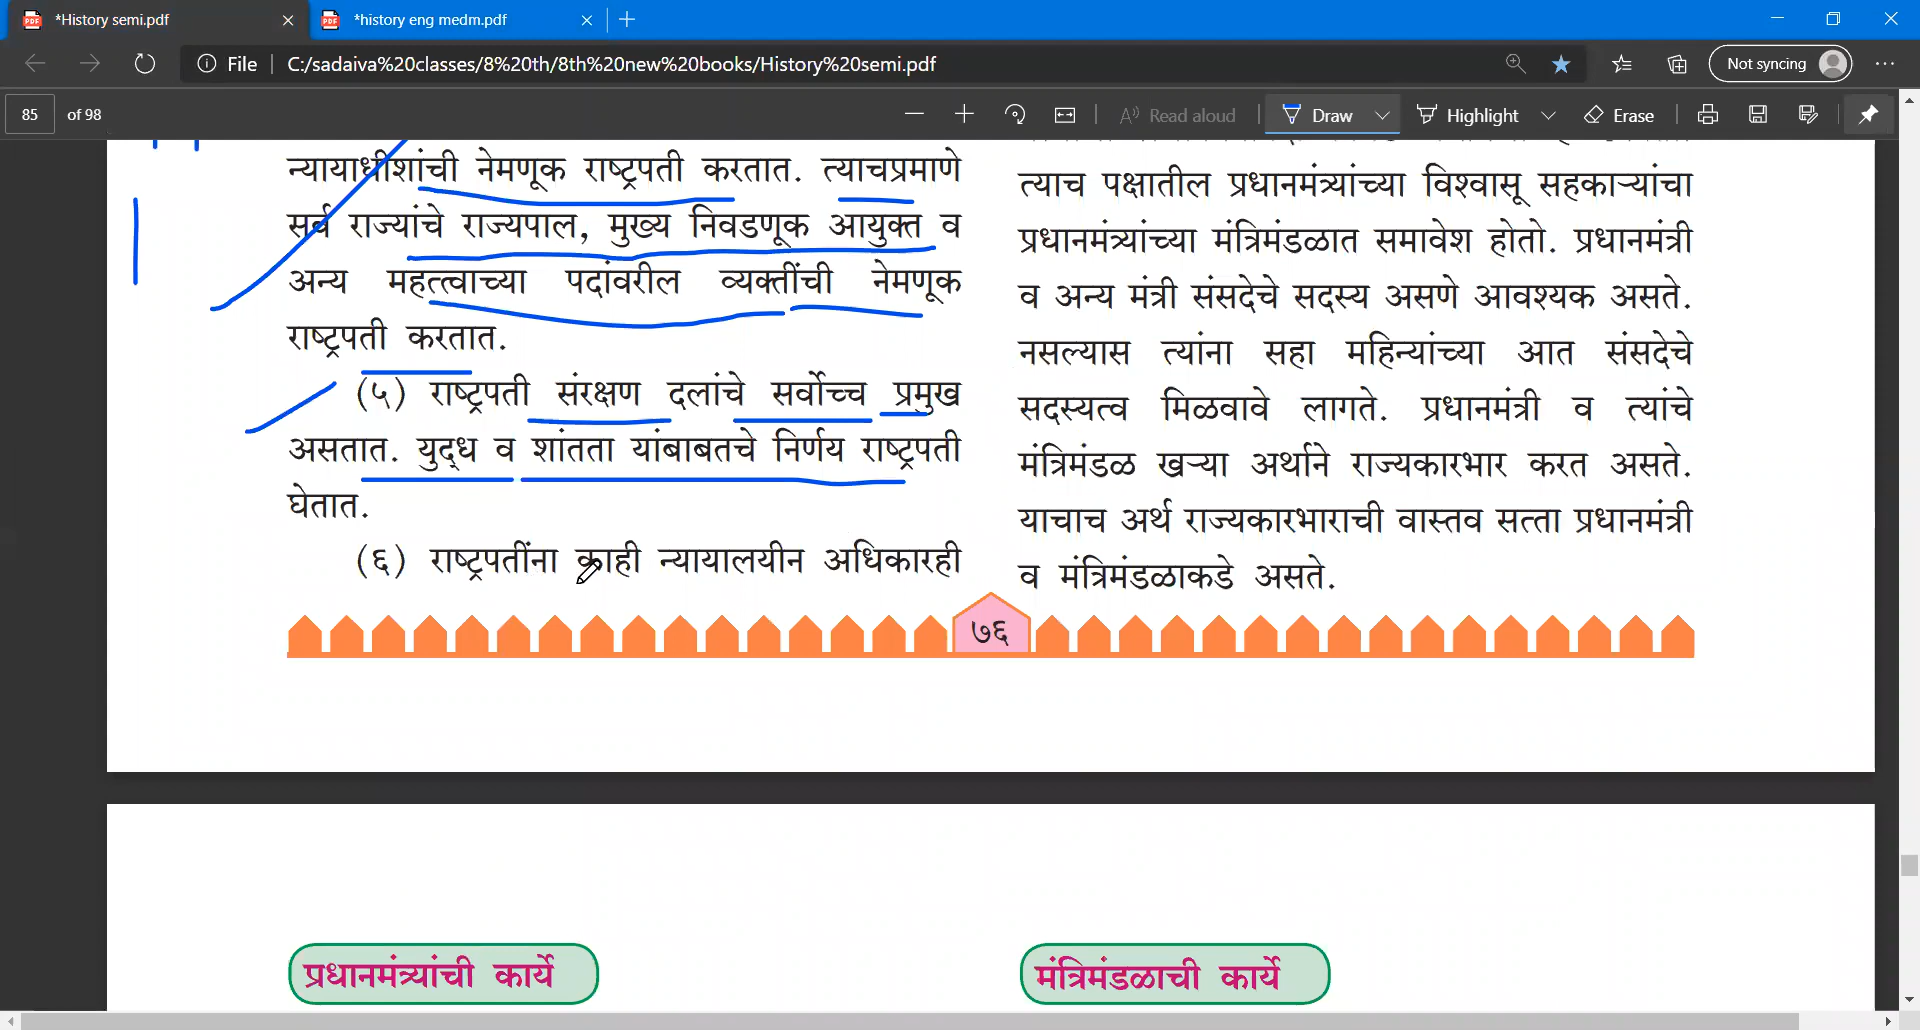 *History semi.pdf
*history eng medm.pdf
File
C:/sadaiva%20classes/8%20th/8th%20new%20books/History%20semi.pdf
Not syncing
85 of 98
Read aloud
Draw
Highlight
Erase
न्यायाधीशांची नेमणूक राष्ट्रपती करतात. त्याचप्रमाणे
सर्व राज्यांचे राज्यपाल, मुख्य निवडणूक आयुक्त व
अन्य महत्त्वाच्या पदांवरील व्यक्तींची नेमणूक
राष्ट्रपती करतात.
(५) राष्ट्रपती संरक्षण दलांचे सर्वोच्च प्रमुख
असतात. युद्ध व शांतता यांबाबतचे निर्णय राष्ट्रपती
घेतात.
(६) राष्ट्रपतींना काही न्यायालयीन अधिकारही
त्याच पक्षातील प्रधानमंत्र्यांच्या विश्वासू सहकाऱ्यांचा
प्रधानमंत्र्यांच्या मंत्रिमंडळात समावेश होतो. प्रधानमंत्री
व अन्य मंत्री संसदेचे सदस्य असणे आवश्यक असते.
नसल्यास त्यांना सहा महिन्यांच्या आत संसदेचे
सदस्यत्व मिळवावे लागते. प्रधानमंत्री व त्यांचे
मंत्रिमंडळ खऱ्या अर्थाने राज्यकारभार करत असते.
याचाच अर्थ राज्यकारभाराची वास्तव सत्ता प्रधानमंत्री
व मंत्रिमंडळाकडे असते.
७६
प्रधानमंत्र्यांची कार्ये
मंत्रिमंडळाची कार्ये